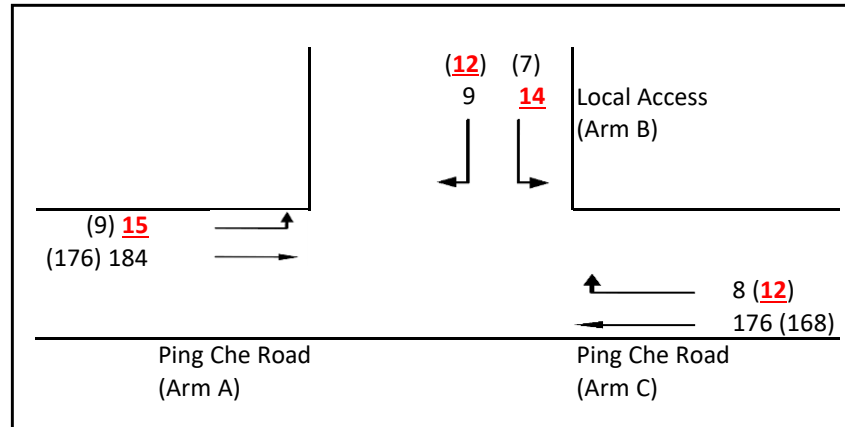 (12) (7)
9 14 Local Access
(Arm B)
(9) 15
(176) 184
8 (12)
176 (168)
Ping Che Road Ping Che Road
(Arm A) (Arm C)